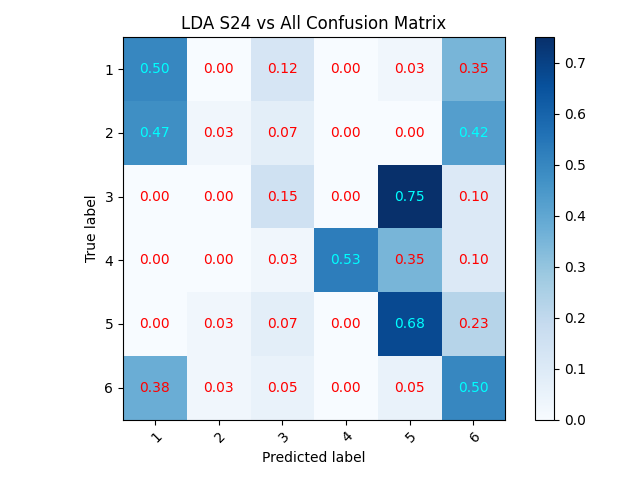 LDA S24 vs All Confusion Matrix
1 0.50 0.00 0.12 0.00 0.03 0.35
2 0.47 0.03 0.07 0.00 0.00 0.42
3 0.00 0.00 0.15 0.00 0.75 0.10
4 0.00 0.00 0.03 0.53 0.35 0.10
5 0.00 0.03 0.07 0.00 0.68 0.23
6 0.38 0.03 0.05 0.00 0.05 0.50
True label
1 2 3 4 5 6
Predicted label
0.7
0.6
0.5
0.4
0.3
0.2
0.1
0.0